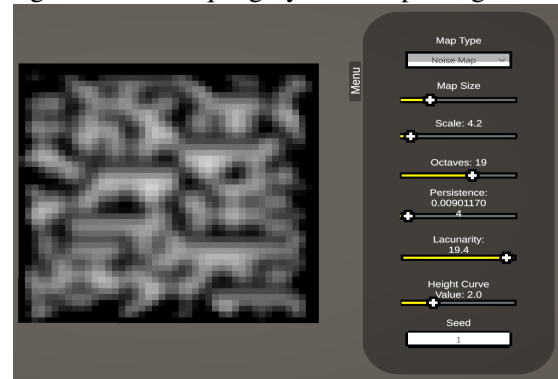 Menu
Map Type
Noise Map
Map Size
Scale: 4.2
Octaves: 19
Persistence:
0.00901170
4
Lacunarity:
19.4
Height Curve
Value: 2.0
Seed
1